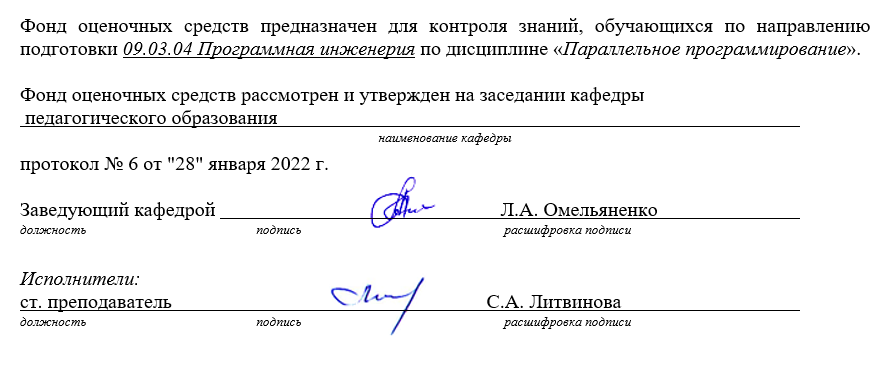 Фонд оценочных средств предназначен для контроля знаний, обучающихся по направлению
подготовки 09.03.04 Программная инженерия по дисциплине «Параллельное программирование».
Фонд оценочных средств рассмотрен и утвержден на заседании кафедры
педагогического образования
наименование кафедры
протокол № 6 от "28" января 2022 г.
Заведующий кафедрой Л.А. Омельяненко
должность подпись расшифровка подписи
Исполнители:
ст. преподаватель С.А. Литвинова
должность подпись расшифровка подписи